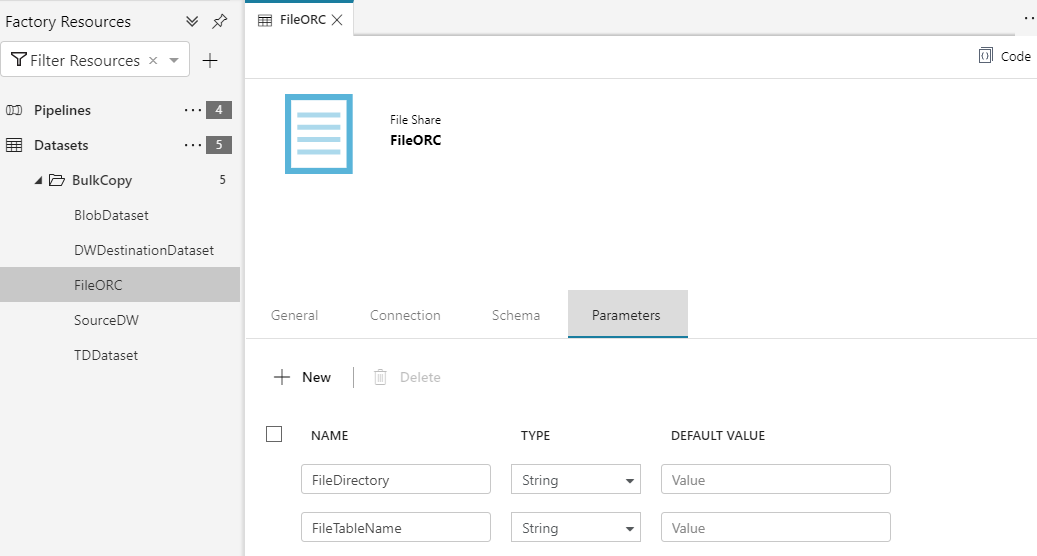 Factory Resources
FileORC
Filter Resources
Code
Pipelines
4
Datasets
5
BulkCopy
5
BlobDataset
DWDestinationDataset
FileORC
SourceDW
TDDataset
File Share
FileORC
General Connection Schema Parameters
New Delete
NAME TYPE DEFAULT VALUE
FileDirectory String Value
FileTableName String Value